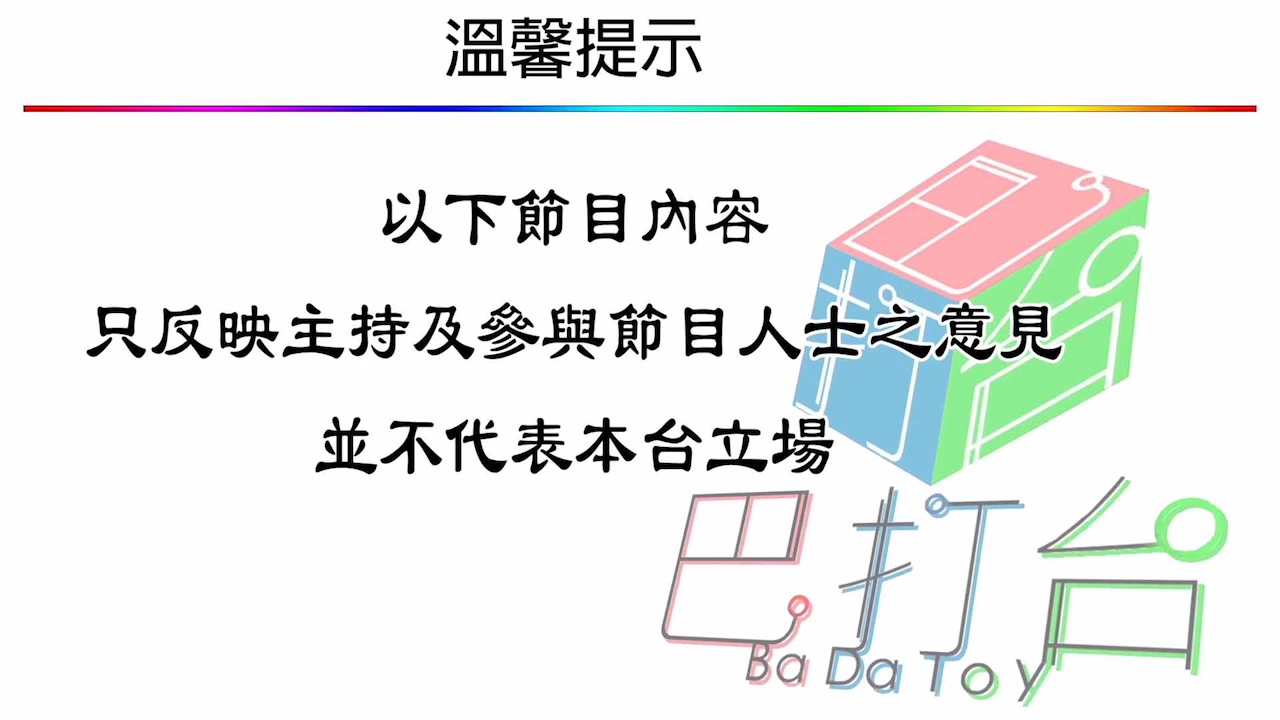 溫馨提示
以下節目內容
只反映主持及參與節目人士之意見
並不代表本台立場
巴打台
BaDaToy